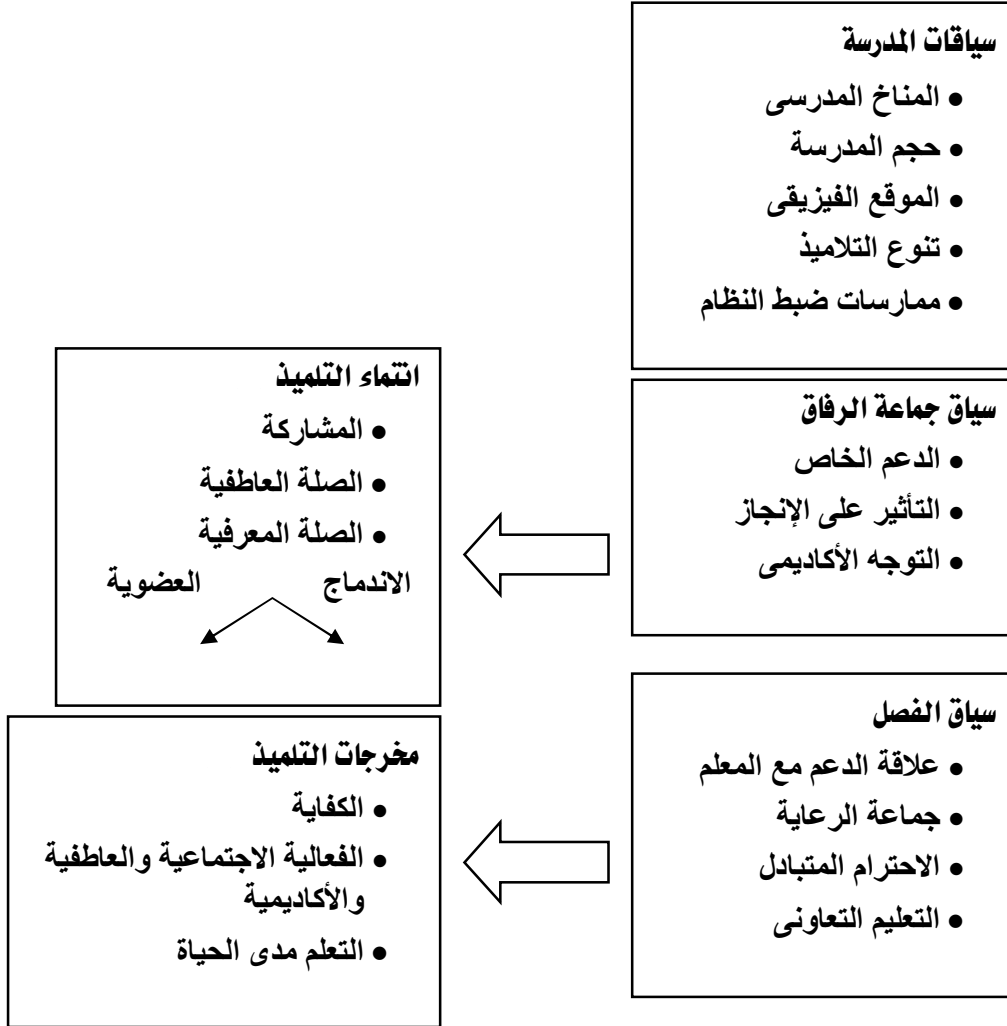 سياقات المدرسة
● المناخ المدرسى
● حجم المدرسة
● الموقع الفيزيقى
● تنوع التلاميذ
● ممارسات ضبط النظام
سياق جماعة الرفاق
● الدعم الخاص
● التأثير على الإنجاز
● التوجه الأكاديمى
سياق الفصل
● علاقة الدعم مع المعلم
● جماعة الرعاية
● الاحترام المتبادل
● التعليم التعاونى
انتماء التلميذ
● المشاركة
● الصلة العاطفية
● الصلة المعرفية
الاندماج العضوية
مخرجات التلميذ
● الكفاية
● الفعالية الاجتماعية والعاطفية
والأكاديمية
● التعلم مدى الحياة